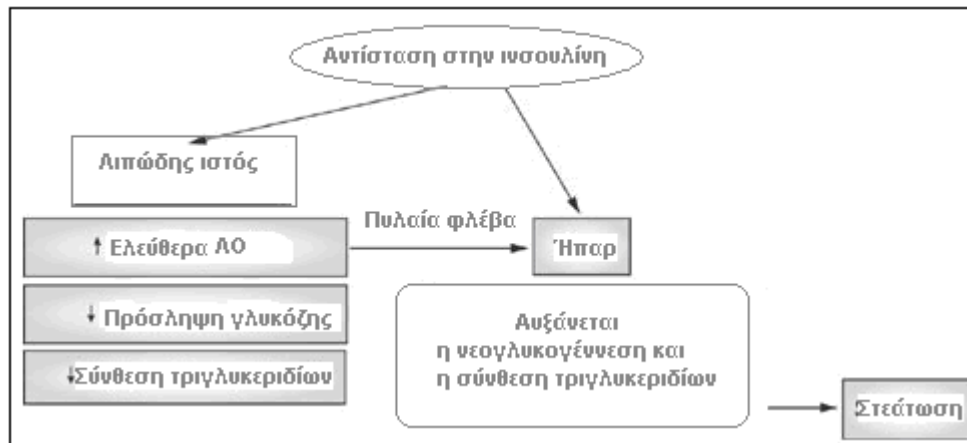 Αντίσταση στην ινσουλίνη
Λιπώδης ιστός
Πυλαία φλέβα
↑ Ελεύθερα ΛΟ
Ήπαρ
↓ Πρόσληψη γλυκόζης
↓Σύνθεση τριγλυκεριδίων
Αυξάνεται
η νεογλυκογέννεση και
η σύνθεση τριγλυκεριδίων
Στεάτωση